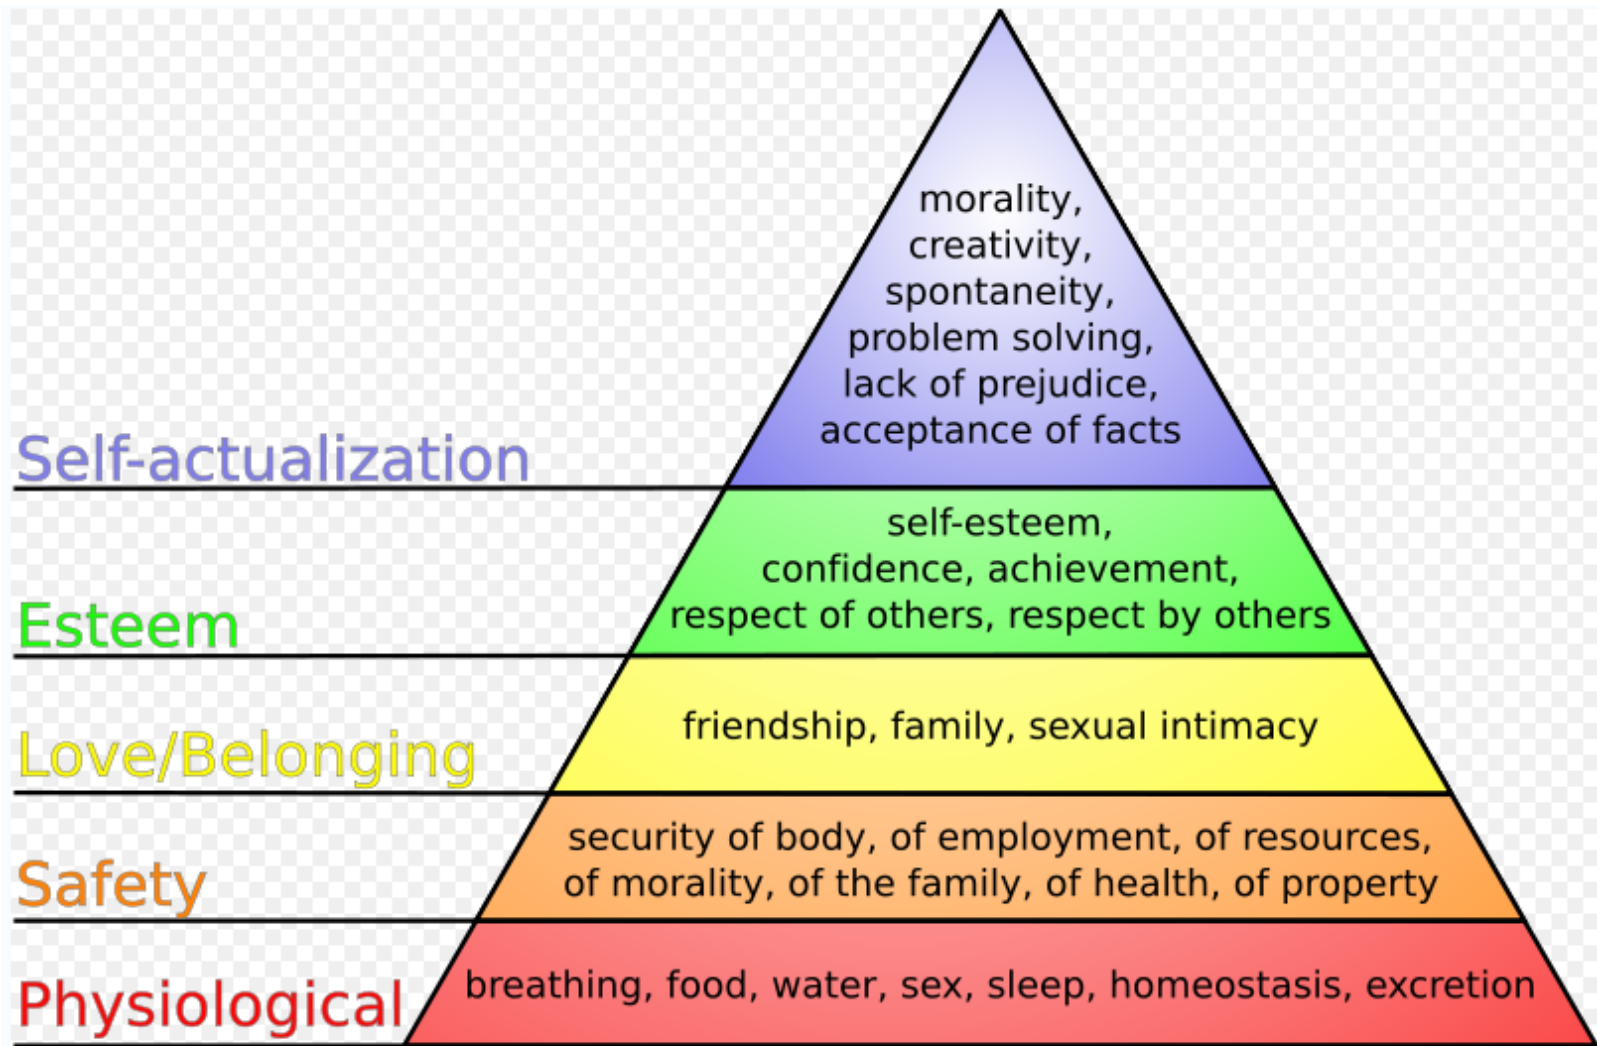 morality,
creativity,
spontaneity,
problem solving,
lack of prejudice,
acceptance of facts
Self-actualization
self-esteem,
confidence, achievement,
respect of others, respect by others
Esteem
friendship, family, sexual intimacy
Love/Belonging
security of body, of employment, of resources,
of morality, of the family, of health, of property
Safety
breathing, food, water, sex, sleep, homeostasis, excretion
Physiological